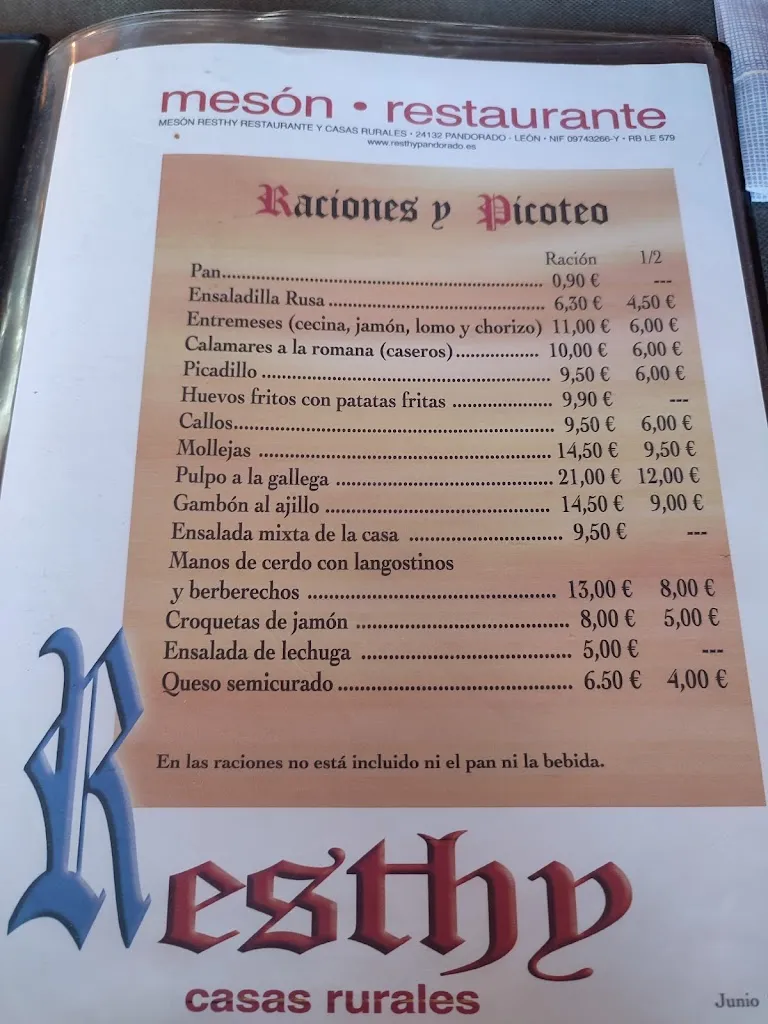 mesón • restaurante
MESÓN RESTHY RESTAURANTE Y CASAS RURALES • 24132 PANDORADO • LEÓN • NIF 09743266-Y • RB LE 579
www.resthypandorado.es
Raciones y Picoteo
Ración 1/2
Pan.......... 0,90 € ---
Ensaladilla Rusa .......... 6,30 € 4,50 €
Entremeses (cecina, jamón, lomo y chorizo) 11,00 € 6,00 €
Calamares a la romana (caseros).......... 10,00 € 6,00 €
Picadillo .......... 9,50 € 6,00 €
Huevos fritos con patatas fritas .......... 9,90 € ---
Callos.......... 9,50 € 6,00 €
Mollejas .......... 14,50 € 9,50 €
Pulpo a la gallega .......... 21,00 € 12,00 €
Gambón al ajillo .......... 14,50 € 9,00 €
Ensalada mixta de la casa .......... 9,50 € ---
Manos de cerdo con langostinos
y berberechos .......... 13,00 € 8,00 €
Croquetas de jamón .......... 8,00 € 5,00 €
Ensalada de lechuga .......... 5,00 € ---
Queso semicurado .......... 6.50 € 4,00 €
En las raciones no está incluido ni el pan ni la bebida.
Resthy
casas rurales
Junio